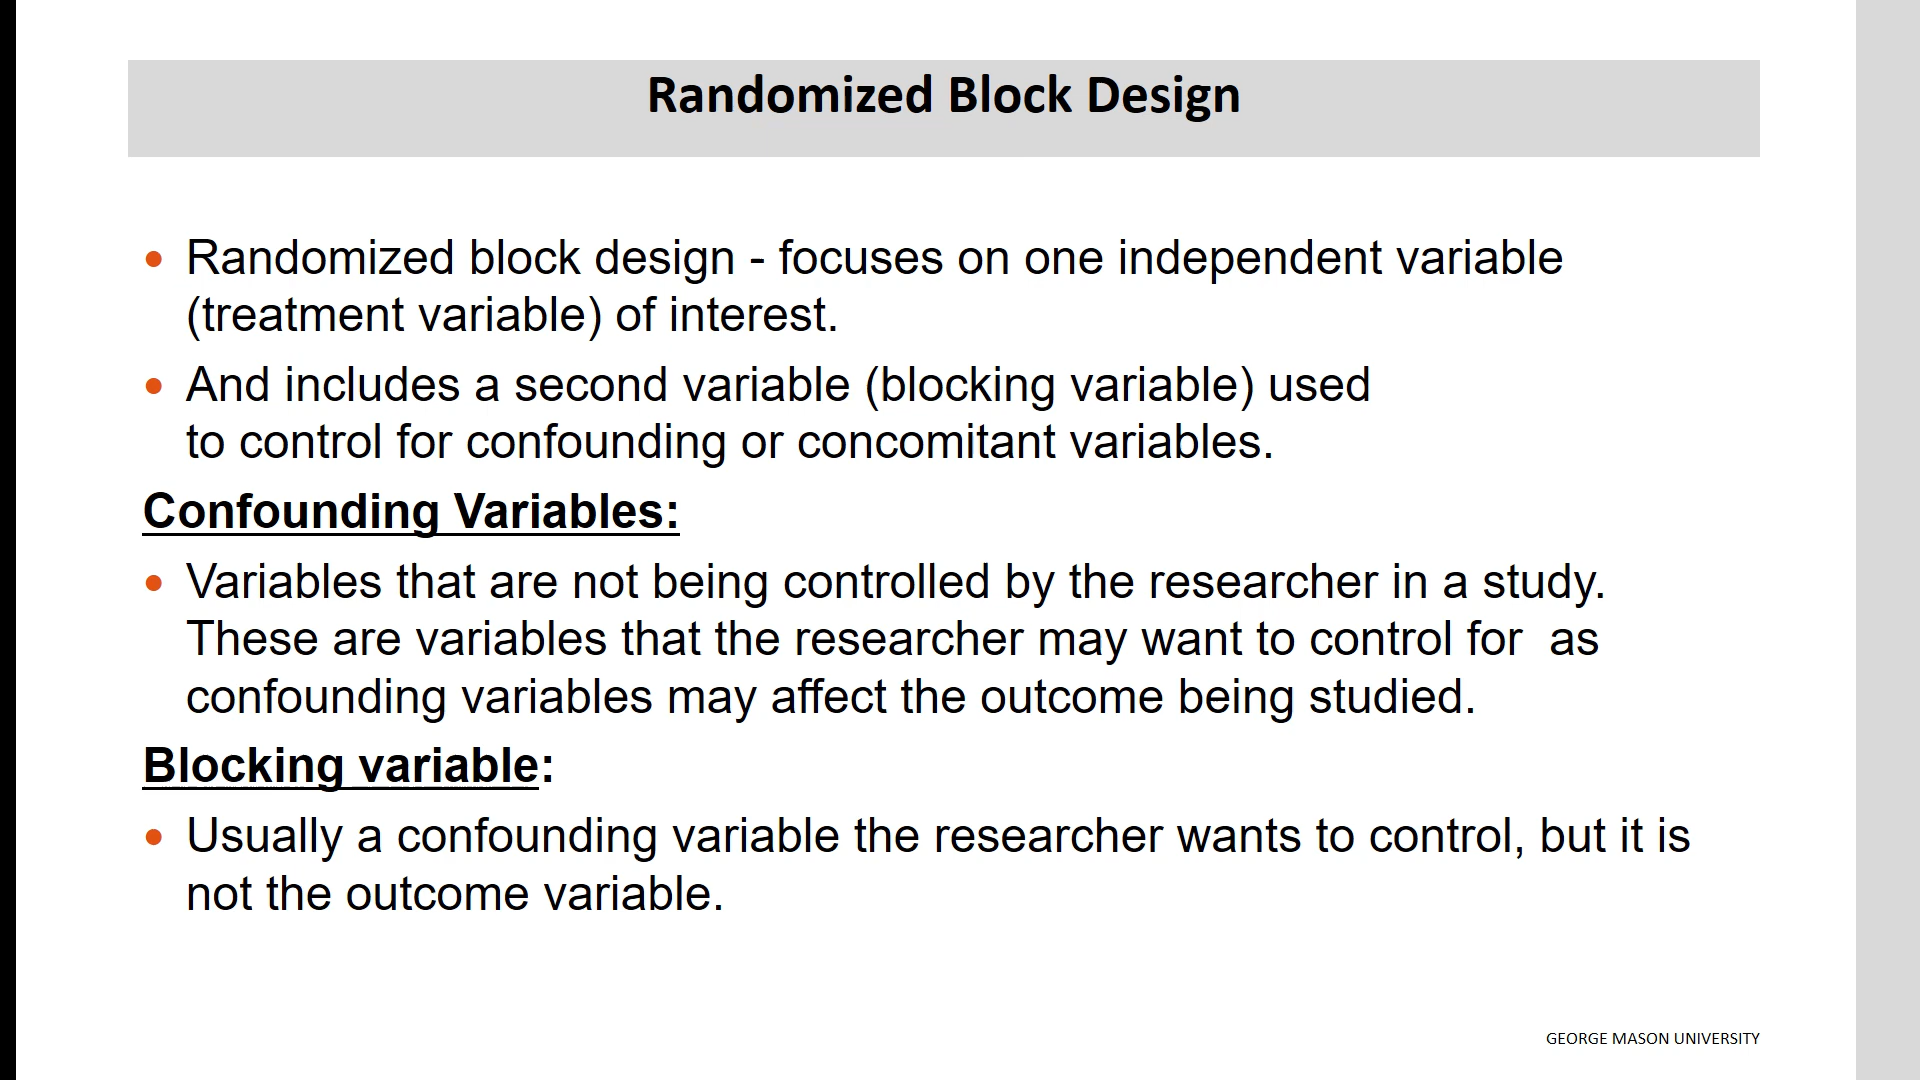 Randomized Block Design
• Randomized block design - focuses on one independent variable
(treatment variable) of interest.
• And includes a second variable (blocking variable) used
to control for confounding or concomitant variables.
Confounding Variables:
• Variables that are not being controlled by the researcher in a study.
These are variables that the researcher may want to control for  as
confounding variables may affect the outcome being studied.
Blocking variable:
• Usually a confounding variable the researcher wants to control, but it is
not the outcome variable.
GEORGE MASON UNIVERSITY